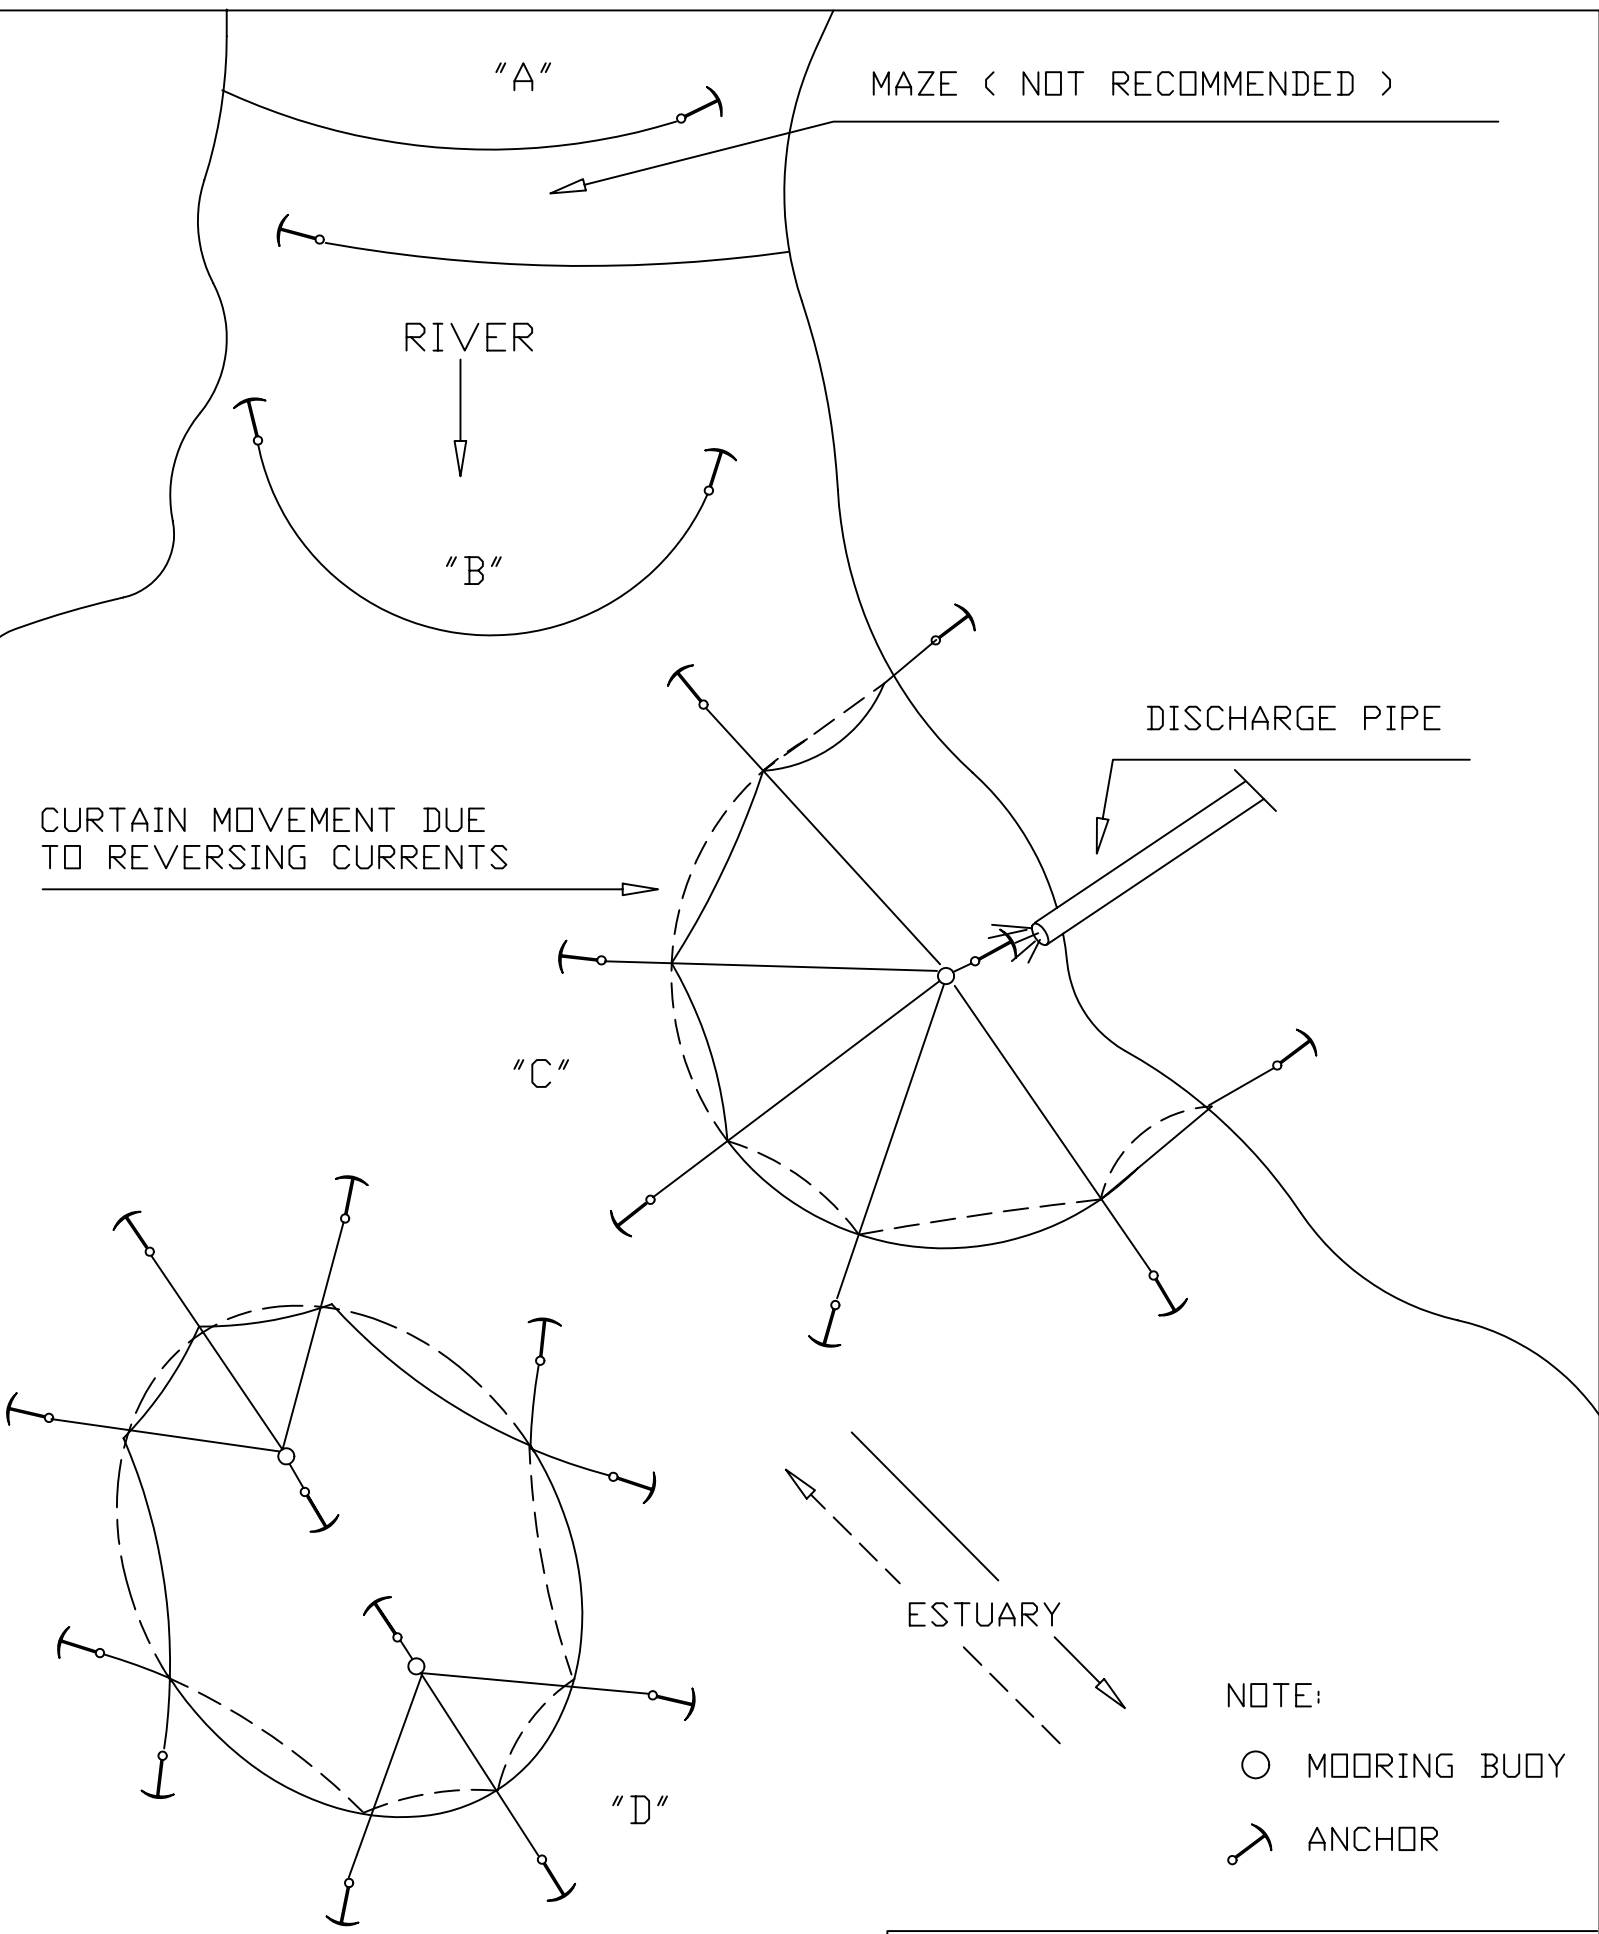 "A"
MAZE ( NOT RECOMMENDED )
RIVER
"B"
DISCHARGE PIPE
CURTAIN MOVEMENT DUE
TO REVERSING CURRENTS
"C"
ESTUARY
NOTE:
MOORING BUOY
"D"
ANCHOR